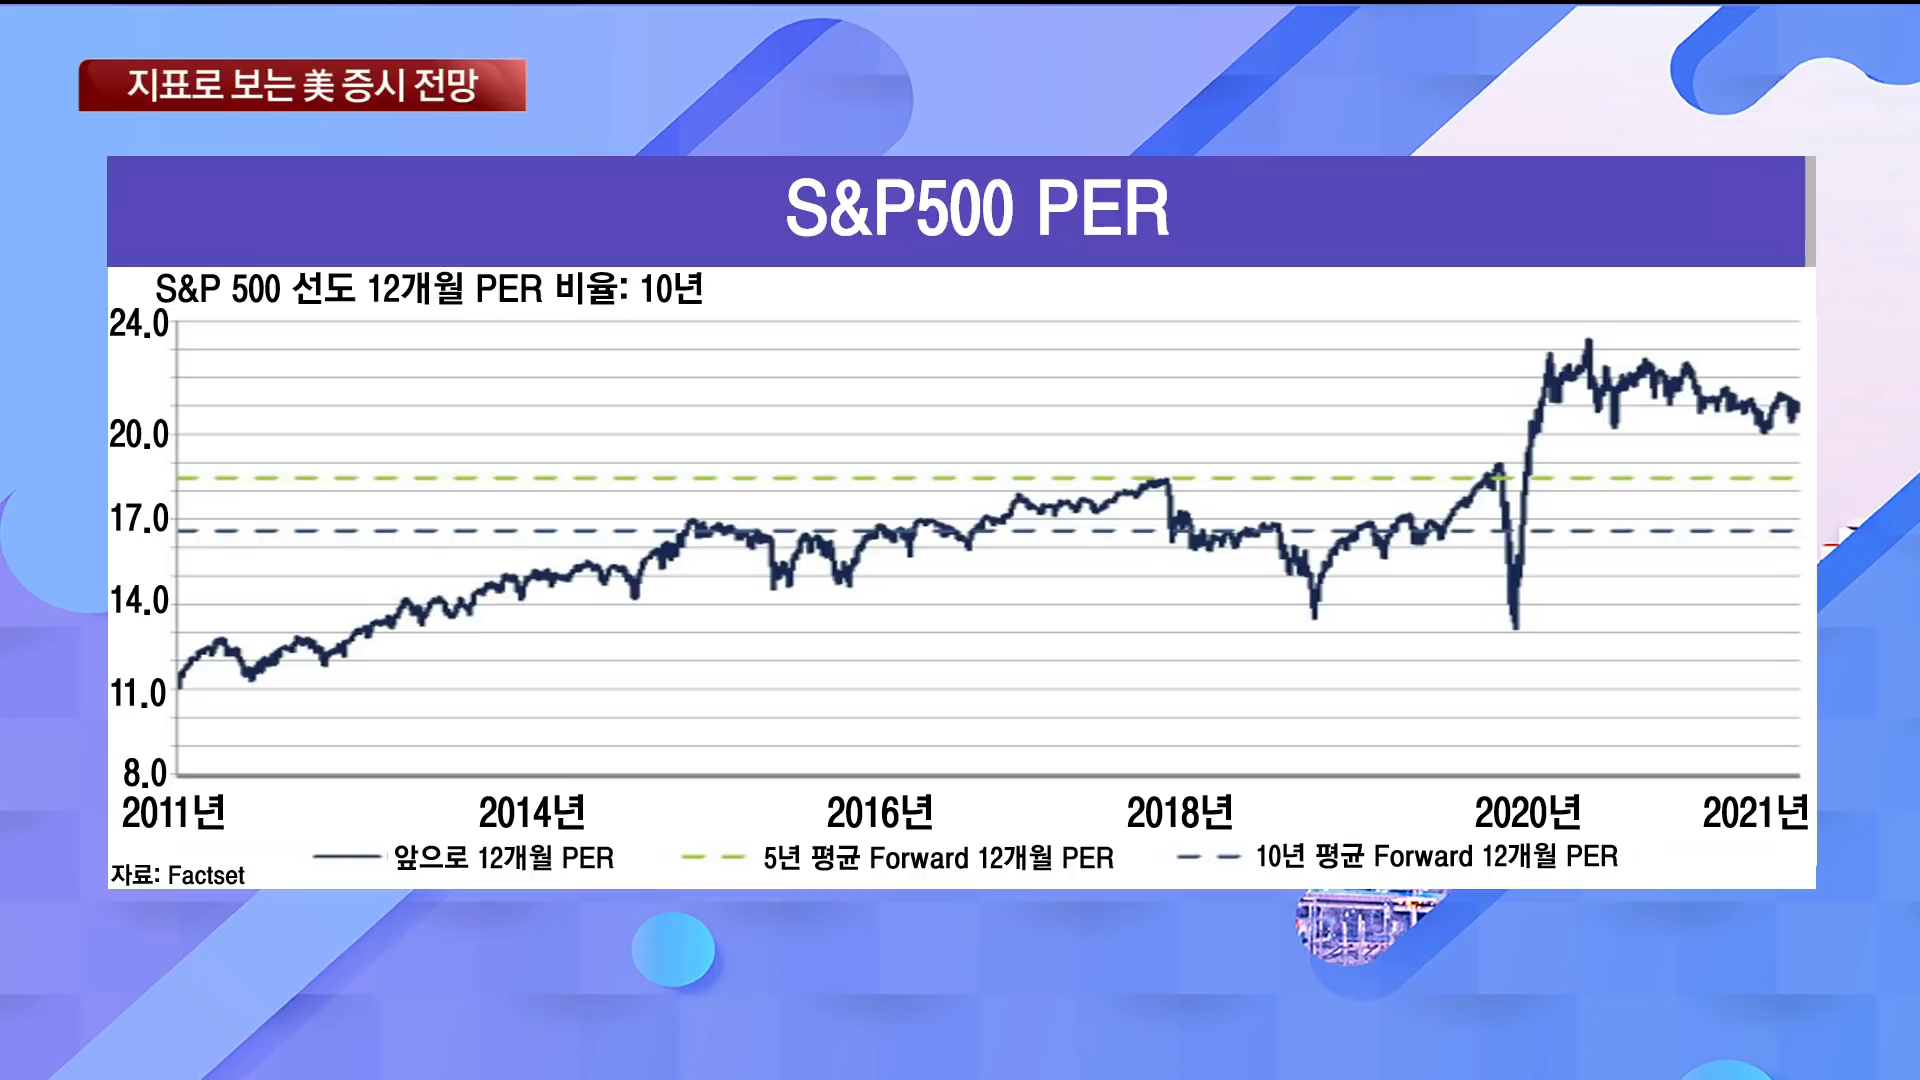 지표로 보는 美 증시 전망
S&P500 PER
S&P 500 선도 12개월 PER 비율: 10년
24.0
20.0
17.0
14.0
11.0
8.0
2011년 2014년 2016년 2018년 2020년 2021년
앞으로 12개월 PER 5년 평균 Forward 12개월 PER 10년 평균 Forward 12개월 PER
자료: Factset